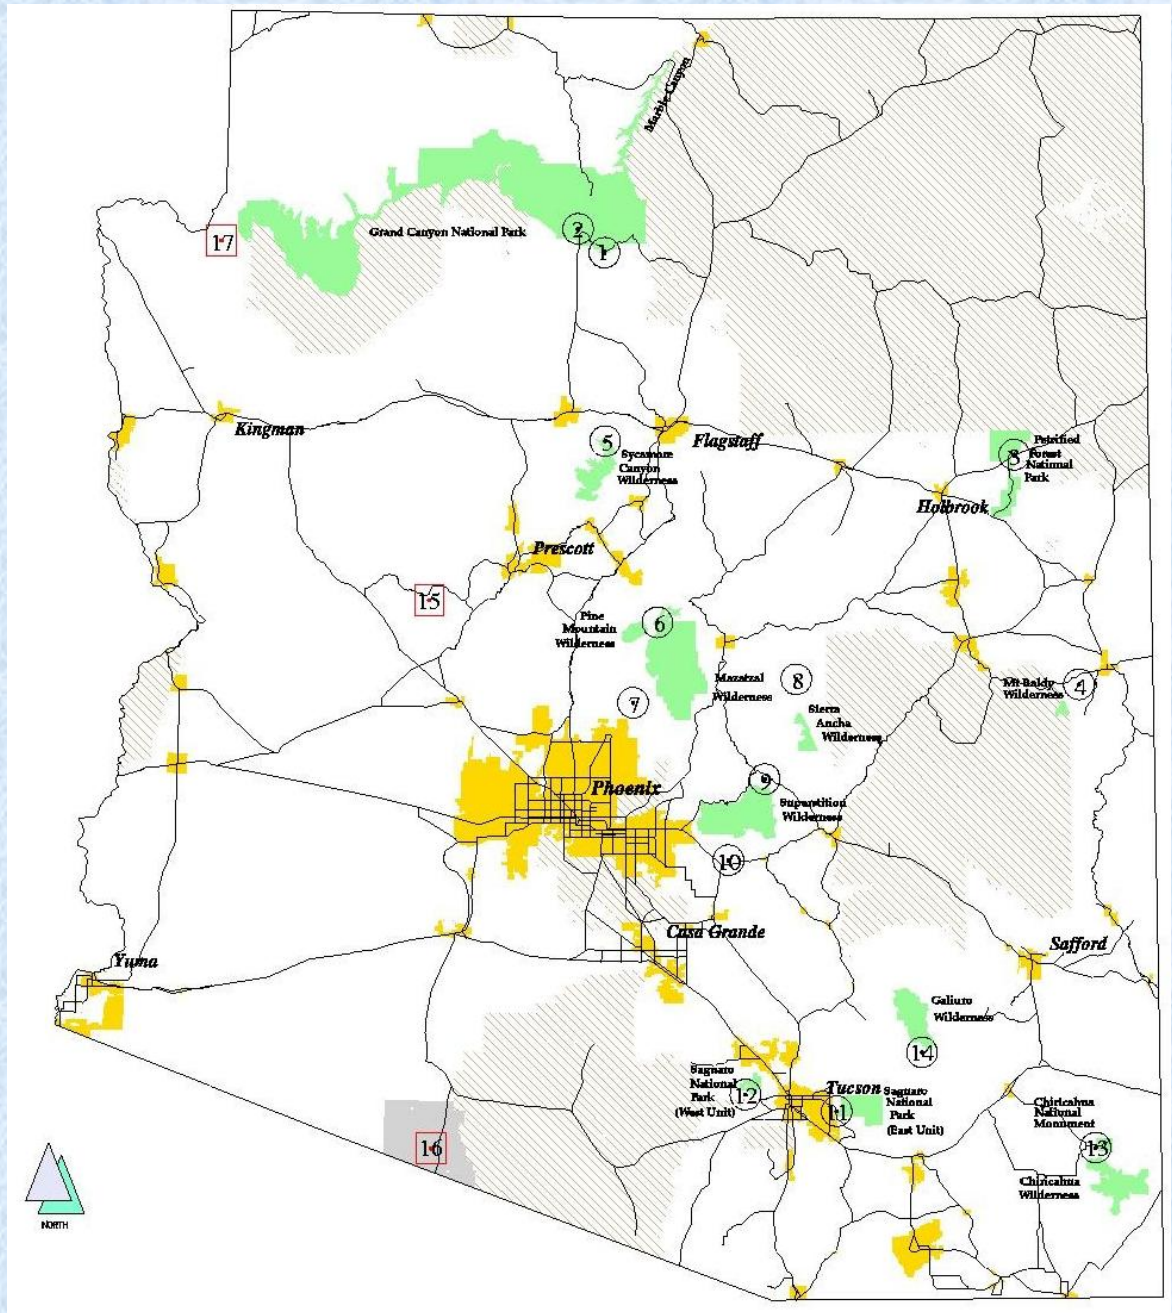 Marble Canyon
Grand Canyon National Park
17
2
1
Kingman
Flagstaff
5
Sycamore
Canyon
Wilderness
3
Petrified
Forest
National
Park
Holbrook
Prescott
15
Pine
Mountain
Wilderness
6
Mazatzal
Wilderness
7
8
Sierra
Ancha
Wilderness
Mt Baldy
Wilderness
4
Phoenix
9
Superstition
Wilderness
10
Casa Grande
Safford
Yuma
Galiuro
Wilderness
14
Saguaro
National
Park
(West Unit)
12
Tucson
11
Saguaro
National
Park
(East Unit)
Chiricahua
National
Monument
13
Chiricahua
Wilderness
16
NORTH